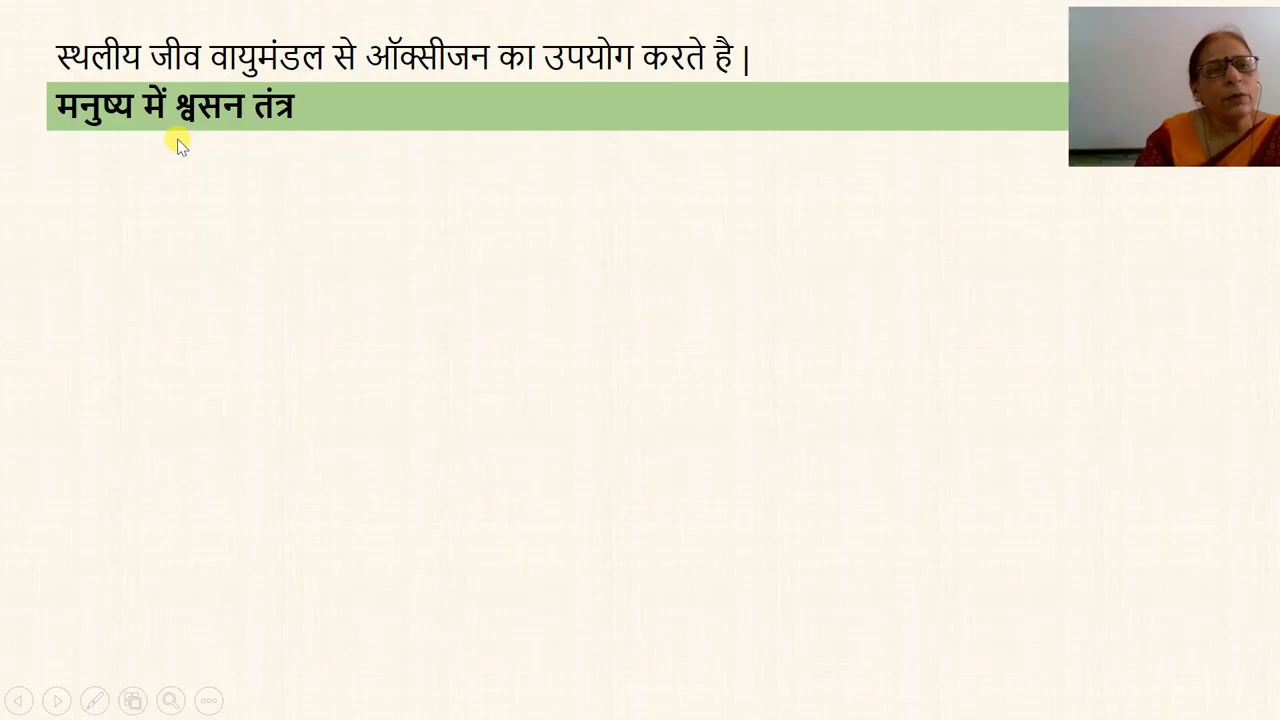 स्थलीय जीव वायुमंडल से ऑक्सीजन का उपयोग करते है |
मनुष्य में श्वसन तंत्र